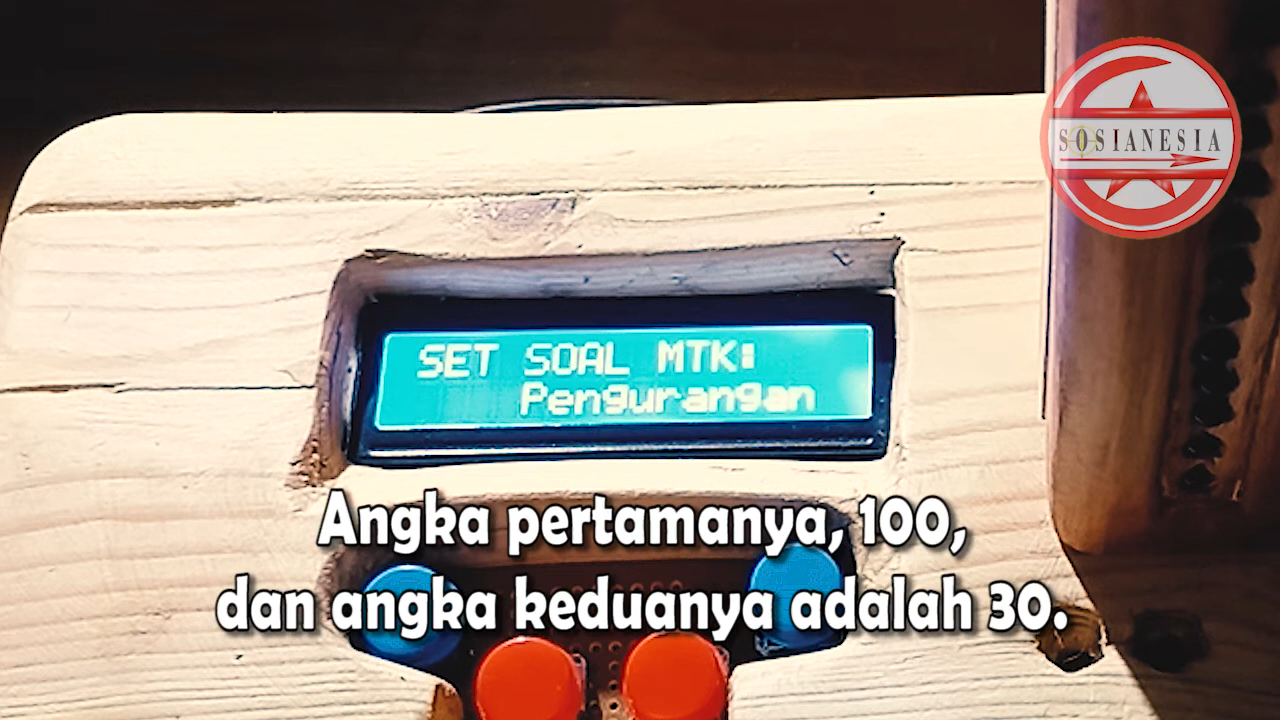 SOSIANESIA
SET SOAL MTK:
Pengurangan
Angka pertamanya, 100,
dan angka keduanya adalah 30.